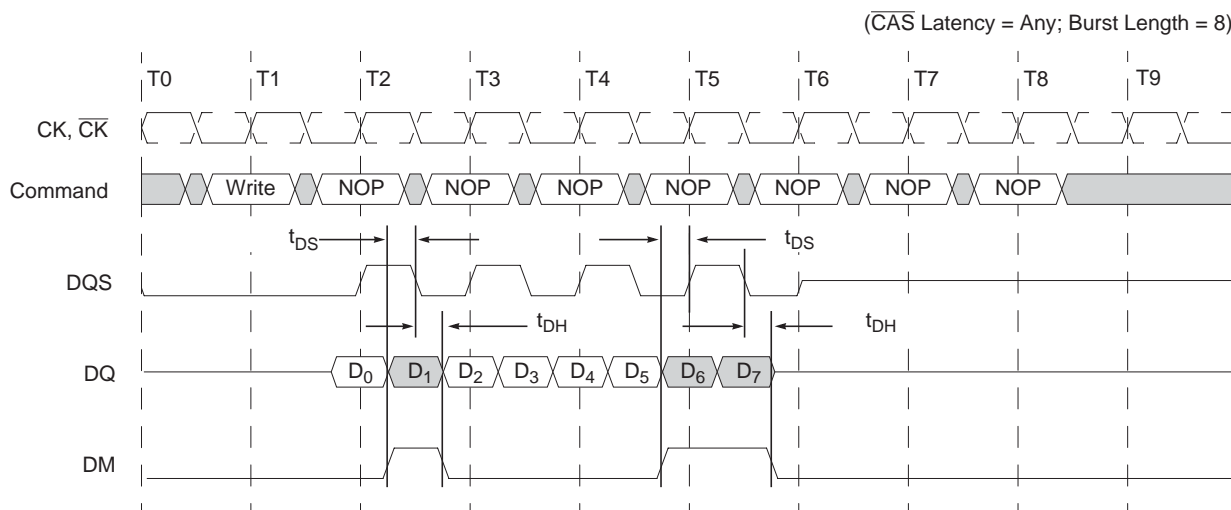 (CAS Latency = Any; Burst Length = 8)
T0 T1 T2 T3 T4 T5 T6 T7 T8 T9
CK, CK
Command Write NOP NOP NOP NOP NOP NOP NOP
tDS tDS
DQS
tDH tDH
DQ D0 D1 D2 D3 D4 D5 D6 D7
DM